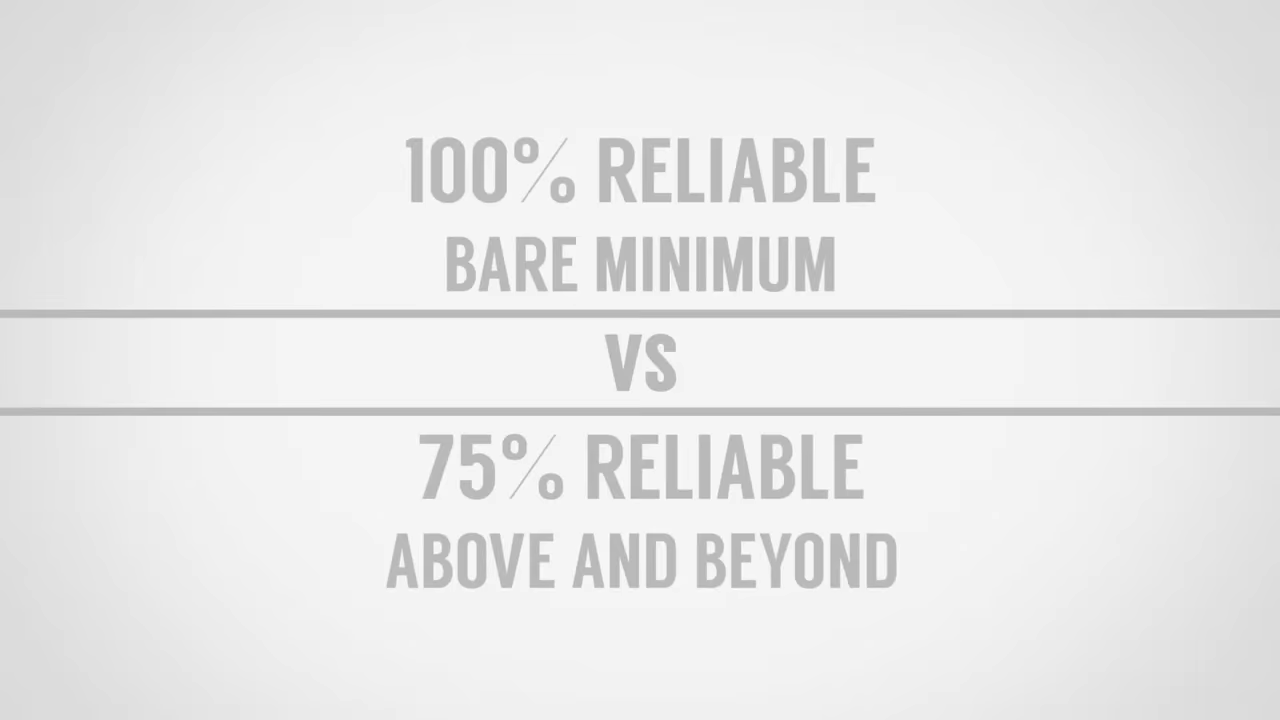 100% RELIABLE
BARE MINIMUM
VS
75% RELIABLE
ABOVE AND BEYOND